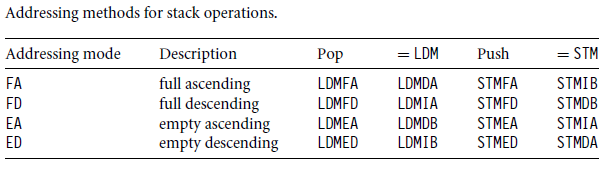 Addressing methods for stack operations.
Addressing mode Description Pop = LDM Push = STM
FA full ascending LDMFA LDMDA STMFA STMIB
FD full descending LDMFD LDMIA STMFD STMDB
EA empty ascending LDMEA LDMDB STMEA STMIA
ED empty descending LDMED LDMIB STMED STMDA